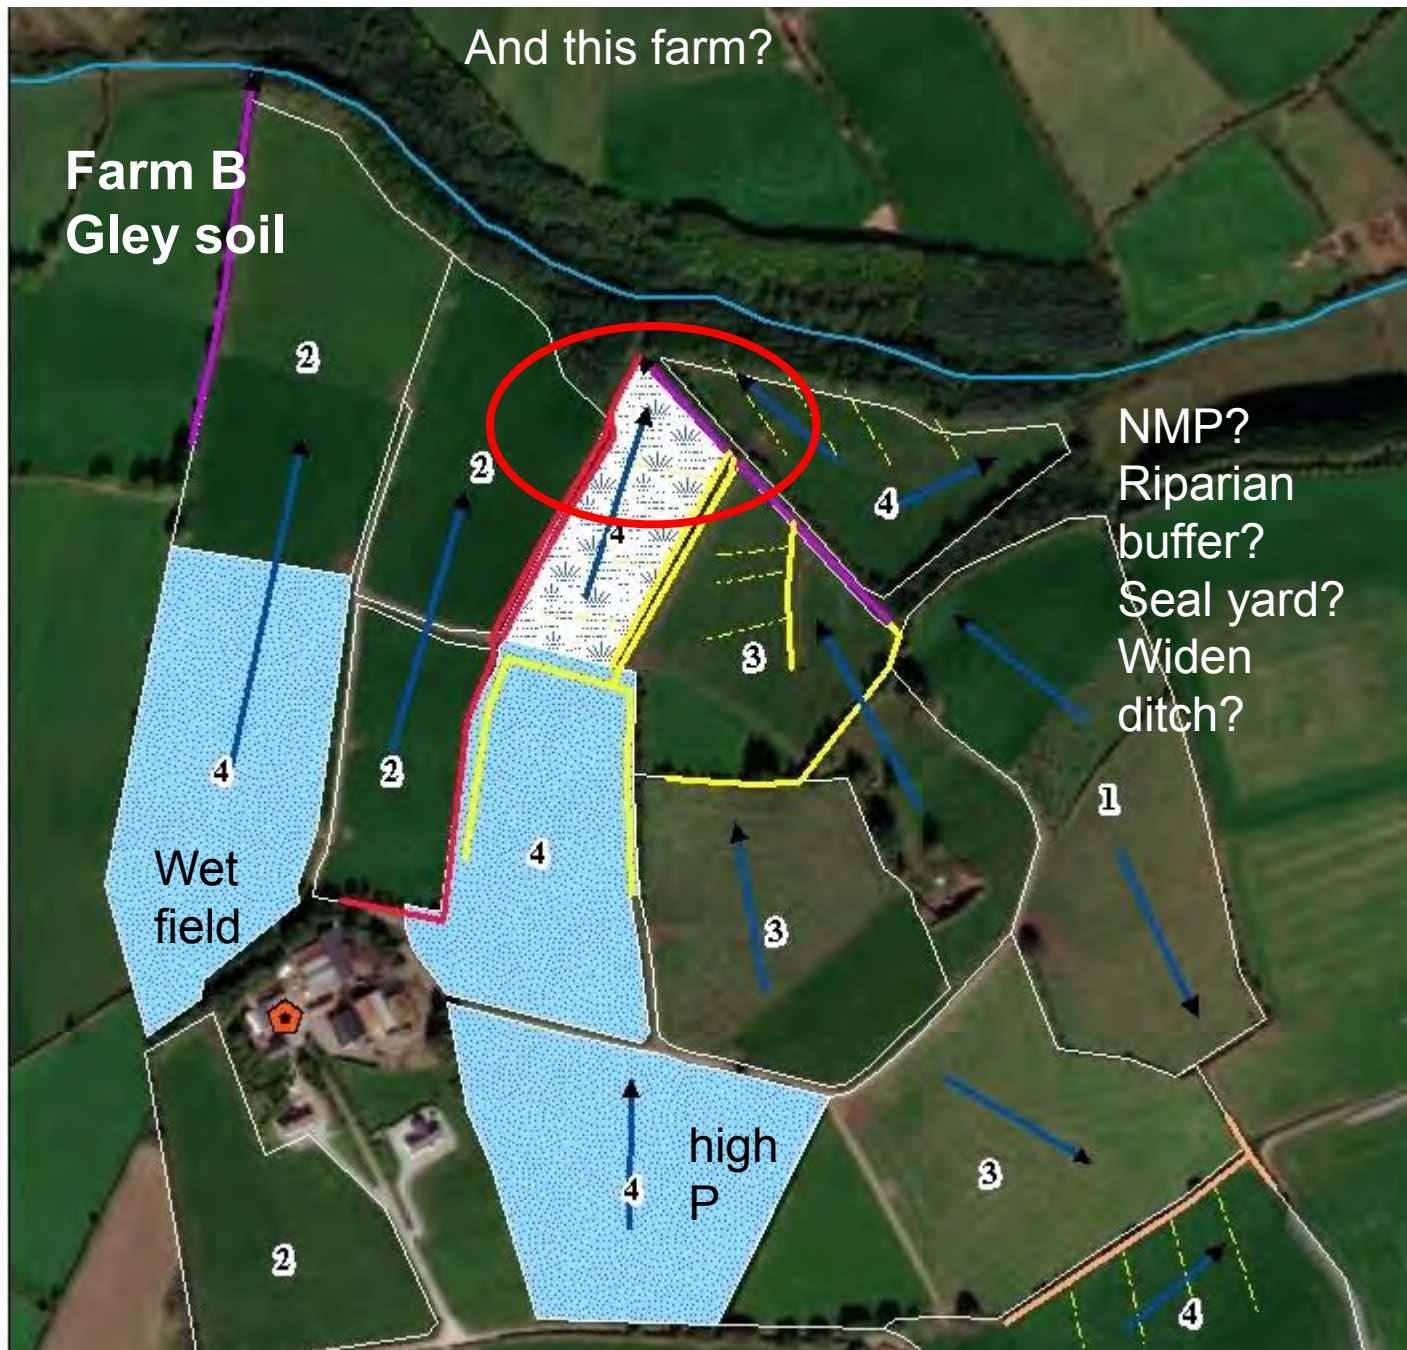 And this farm?
Farm B
Gley soil
2
2
4
4
NMP?
Riparian
buffer?
Seal yard?
Widen
ditch?
3
4
2
1
4
Wet
field
3
high
P
4
3
2
4